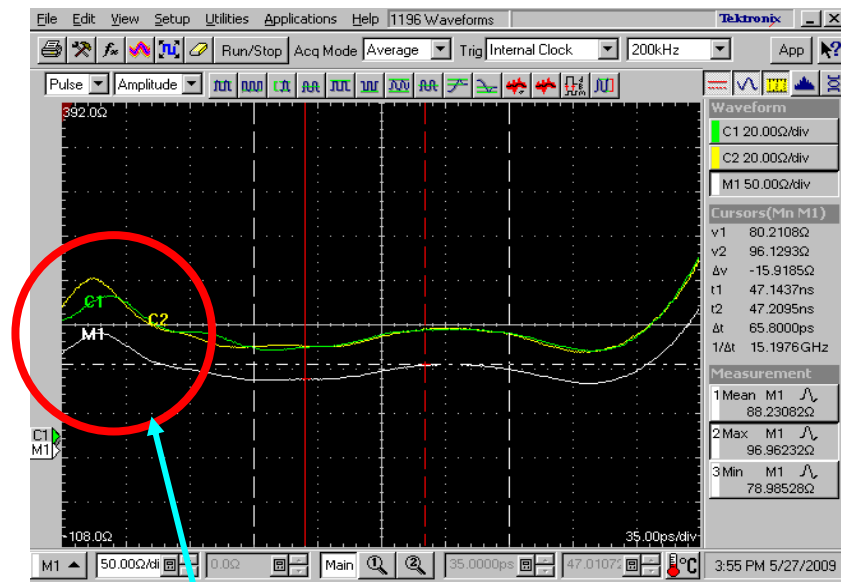 File Edit View Setup Utilities Applications Help 1196 Waveforms Tektronix
Run/Stop Acq Mode Average Trig Internal Clock 200kHz App
Pulse Amplitude
392.0Ω
C1
C2
M1
C1
M1
-108.0Ω
35.00ps/div
Waveform
C1 20.00Ω/div
C2 20.00Ω/div
M1 50.00Ω/div
Cursors(Mn M1)
v1 80.2108Ω
v2 96.1293Ω
Δv -15.9185Ω
t1 47.1437ns
t2 47.2095ns
Δt 65.8000ps
1/Δt 15.1976GHz
Measurement
1 Mean M1
88.23082Ω
2 Max M1
96.96232Ω
3 Min M1
78.98528Ω
M1 50.00Ω/di 0.0Ω Main 1 2 35.0000ps 47.0107 °C 3:55 PM 5/27/2009